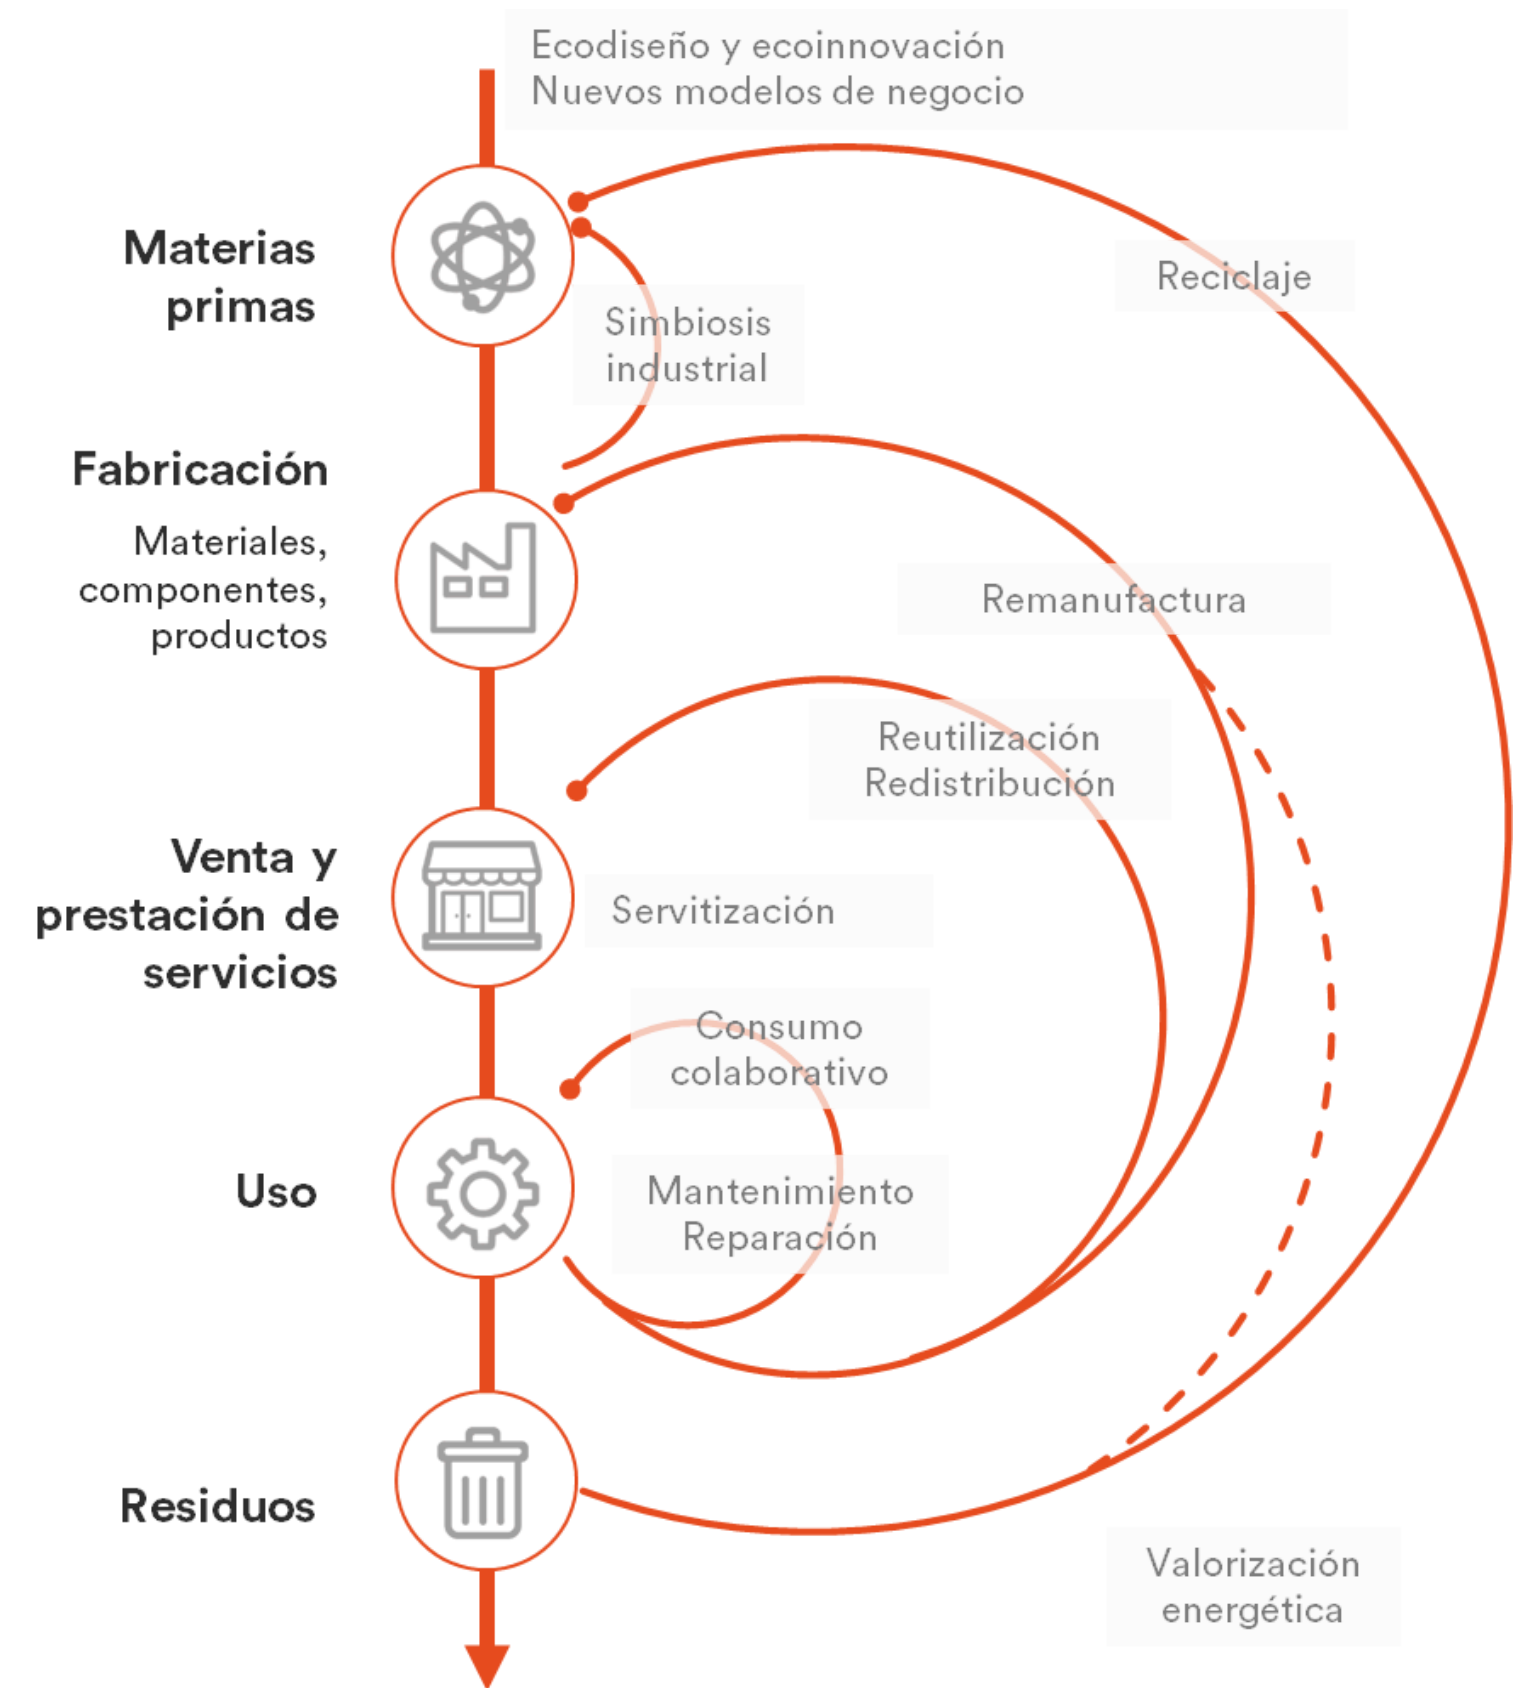 Ecodiseño y ecoinnovación
Nuevos modelos de negocio
Materias
primas
Reciclaje
Simbiosis
industrial
Fabricación
Materiales,
componentes,
productos
Remanufactura
Reutilización
Redistribución
Venta y
prestación de
servicios
Servitización
Consumo
colaborativo
Uso
Mantenimiento
Reparación
Residuos
Valorización
energética